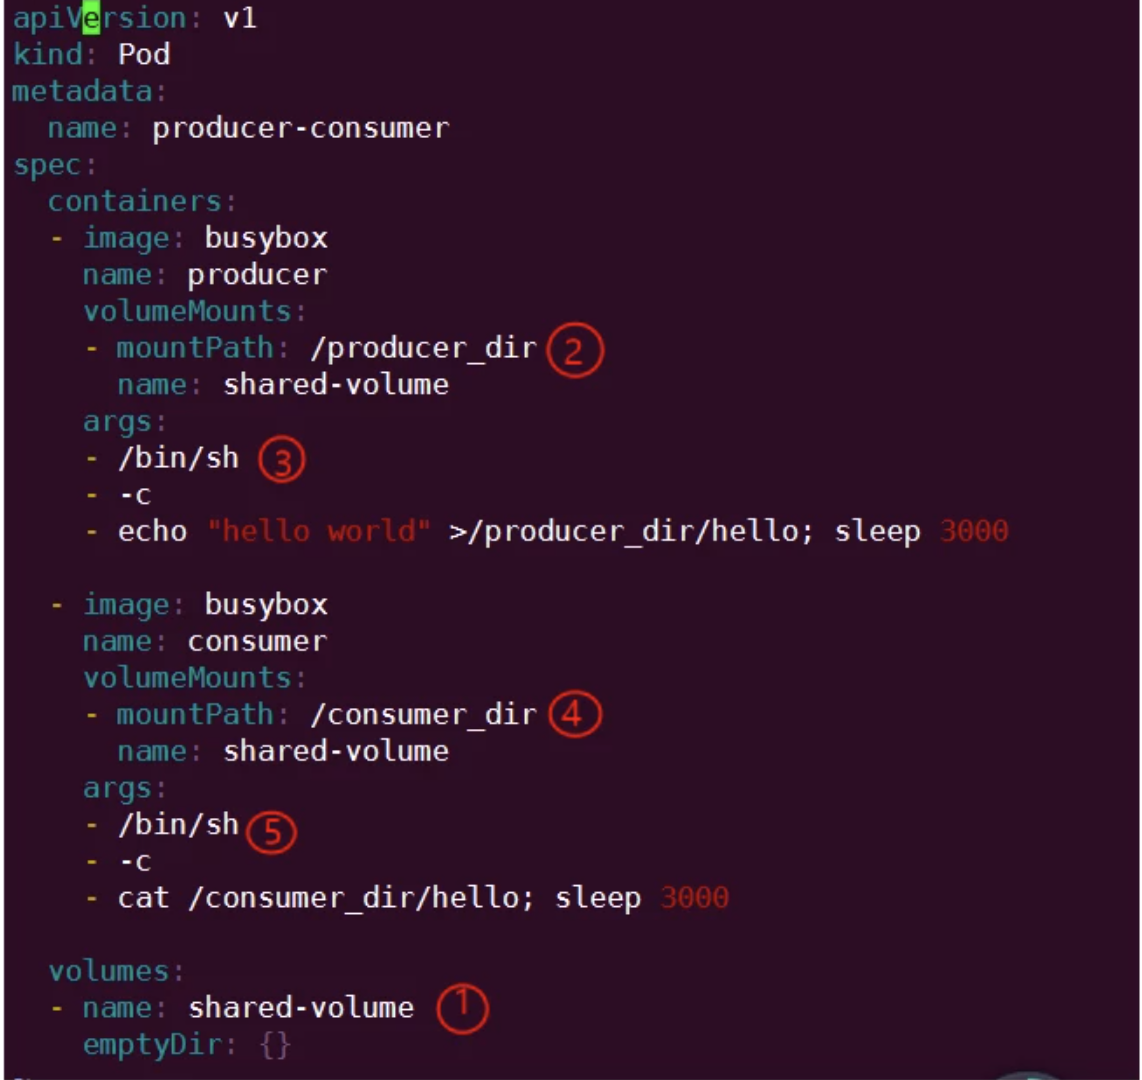 apiVersion: v1
kind: Pod
metadata:
  name: producer-consumer
spec:
  containers:
  - image: busybox
    name: producer
    volumeMounts:
    - mountPath: /producer_dir ②
      name: shared-volume
    args:
    - /bin/sh ③
    - -c
    - echo "hello world" >/producer_dir/hello; sleep 3000
  - image: busybox
    name: consumer
    volumeMounts:
    - mountPath: /consumer_dir ④
      name: shared-volume
    args:
    - /bin/sh ⑤
    - -c
    - cat /consumer_dir/hello; sleep 3000
  volumes:
  - name: shared-volume ①
    emptyDir: {}